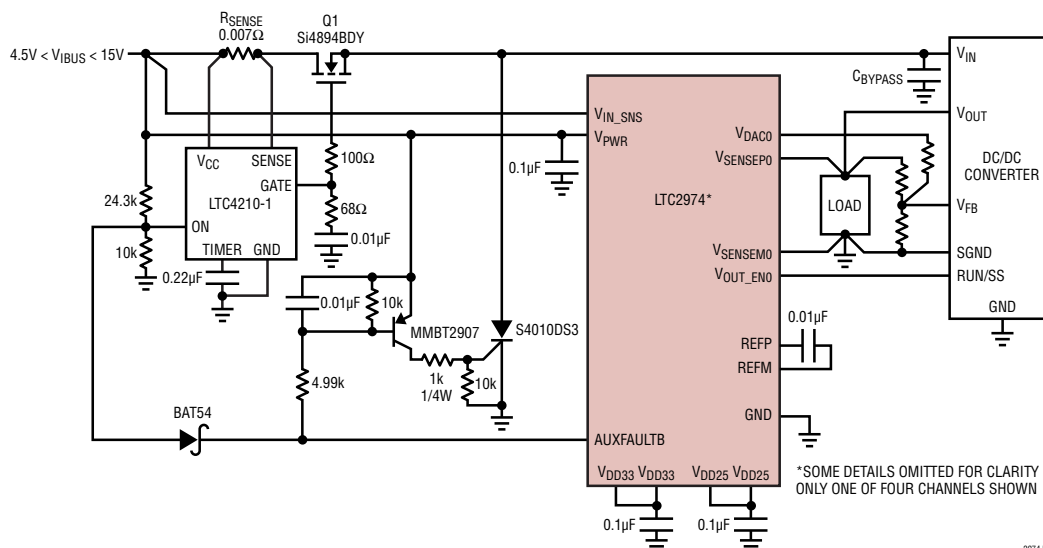 4.5V < VIBUS < 15V
RSENSE
0.007Ω
Q1
Si4894BDY
VCC
SENSE
GATE
LTC4210-1
ON
TIMER
GND
24.3k
10k
0.22µF
100Ω
68Ω
0.01µF
0.01µF
10k
MMBT2907
4.99k
1k
1/4W
10k
S4010DS3
BAT54
0.1µF
VIN_SNS
VPWR
LTC2974*
VDAC0
VSENSEP0
VSENSEM0
VOUT_EN0
REFP
REFM
GND
AUXFAULTB
VDD33
VDD33
VDD25
VDD25
0.1µF
0.1µF
0.01µF
CBYPASS
LOAD
VIN
VOUT
DC/DC
CONVERTER
VFB
SGND
RUN/SS
GND
*SOME DETAILS OMITTED FOR CLARITY
ONLY ONE OF FOUR CHANNELS SHOWN